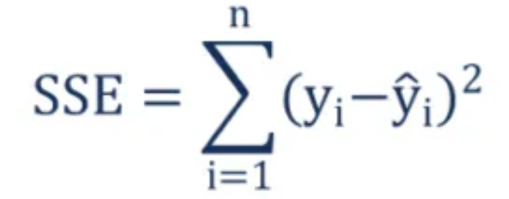 n
SSE = ∑(yᵢ−ŷᵢ)²
i=1